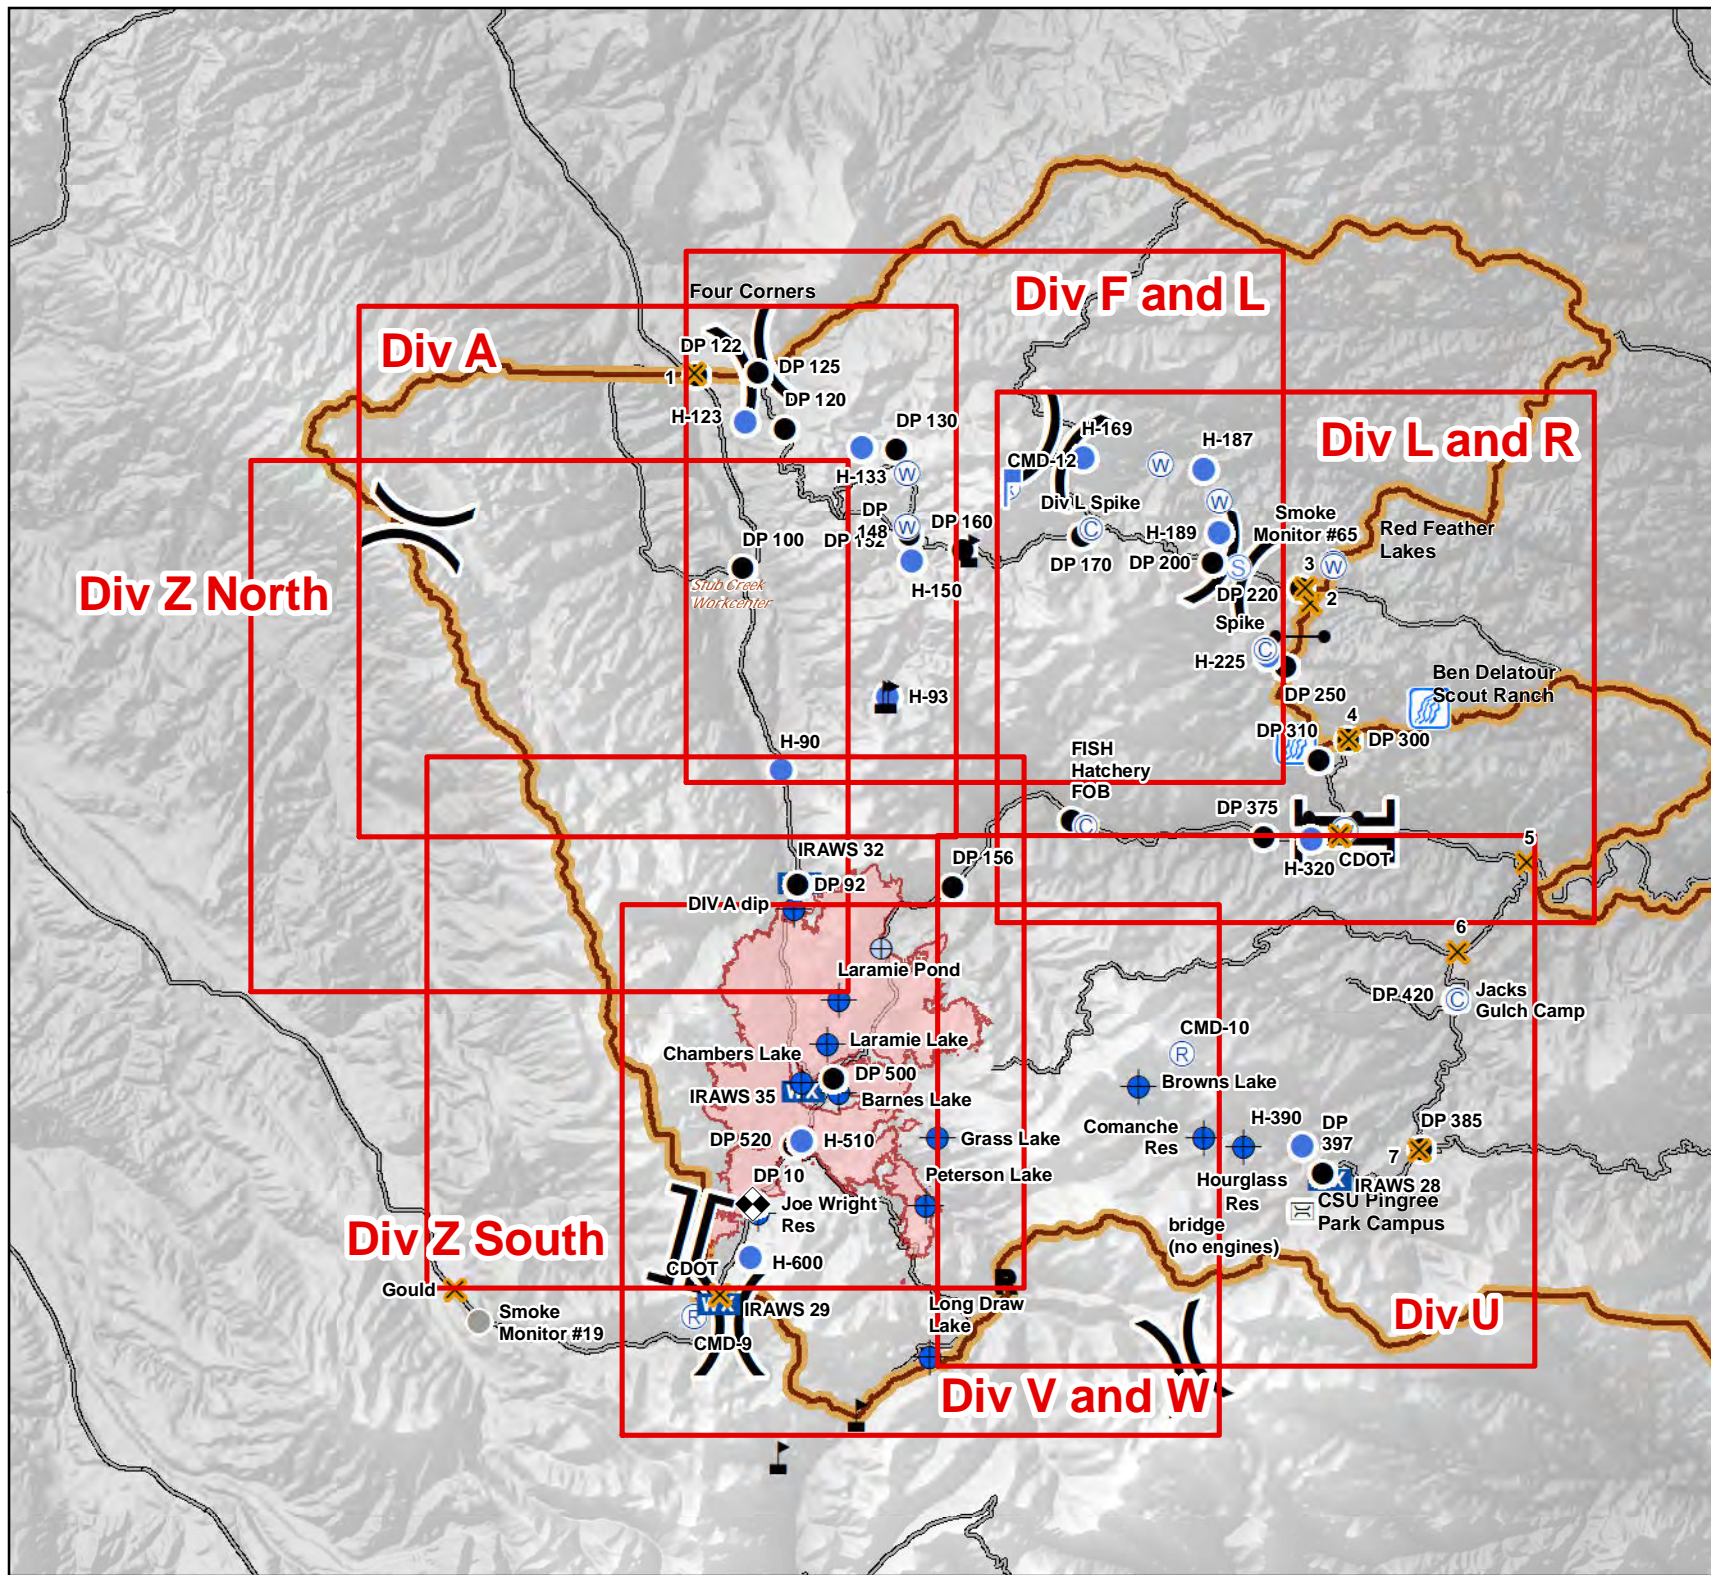 Div F and L
Four Corners
Div A
DP 122
DP 125
1
DP 120
H-123
DP 130
H-169
Div L and R
H-187
CMD-12
H-133
Div L Spike
DP
148
DP 160
Smoke
Monitor #65
Red Feather
Lakes
H-189
DP 100
DP 170
DP 200
3
Stub Creek
Workcenter
H-150
DP 220
2
Div Z North
Spike
H-225
Ben Delatour
Scout Ranch
H-93
DP 250
4
DP 310
DP 300
H-90
FISH
Hatchery
FOB
DP 375
5
IRAWS 32
DP 156
CDOT
H-320
DP 92
DIV A dip
6
Laramie Pond
DP 420
Jacks
Gulch Camp
CMD-10
R
Laramie Lake
Chambers Lake
DP 500
IRAWS 35
Barnes Lake
Browns Lake
Comanche
Res
H-390
DP
397
DP 385
DP 520
H-510
Grass Lake
7
DP 10
Peterson Lake
Hourglass
Res
IRAWS 28
CSU Pingree
Park Campus
Joe Wright
Res
bridge
(no engines)
Div Z South
H-600
CDOT
Gould
IRAWS 29
Long Draw
Lake
Div U
Smoke
Monitor #19
R
CMD-9
Div V and W